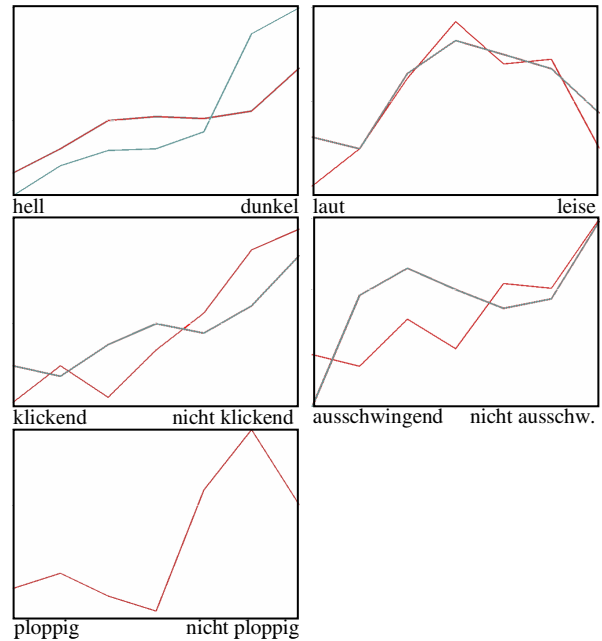 hell dunkel
laut leise
klickend nicht klickend
ausschwingend nicht ausschw.
ploppig nicht ploppig